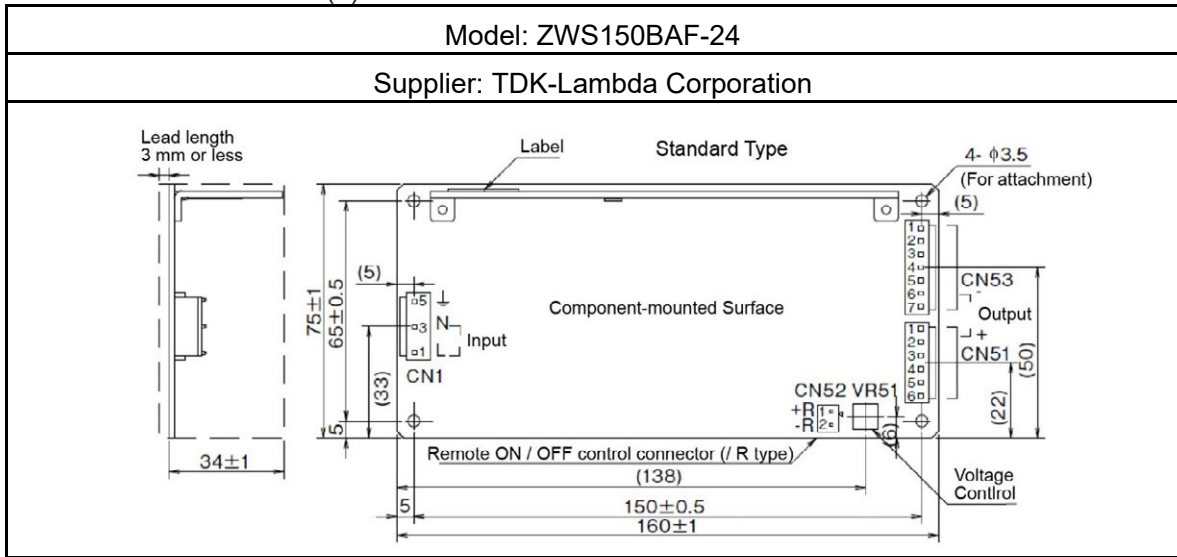 Model: ZWS150BAF-24
Supplier: TDK-Lambda Corporation
Lead length
3 mm or less
Label
Standard Type
4- ϕ3.5
(For attachment)
(5)
75±1
65±0.5
(5)
5
N
3
1
Input
CN1
(33)
5
34±1
Component-mounted Surface
1
2
3
4
5
6
7
CN53
-
Output
+
1
2
3
4
5
6
CN51
(50)
(22)
CN52 VR51
+R 1
-R 2
(6)
Remote ON / OFF control connector (/ R type)
Voltage
Contlrol
(138)
5
150±0.5
160±1